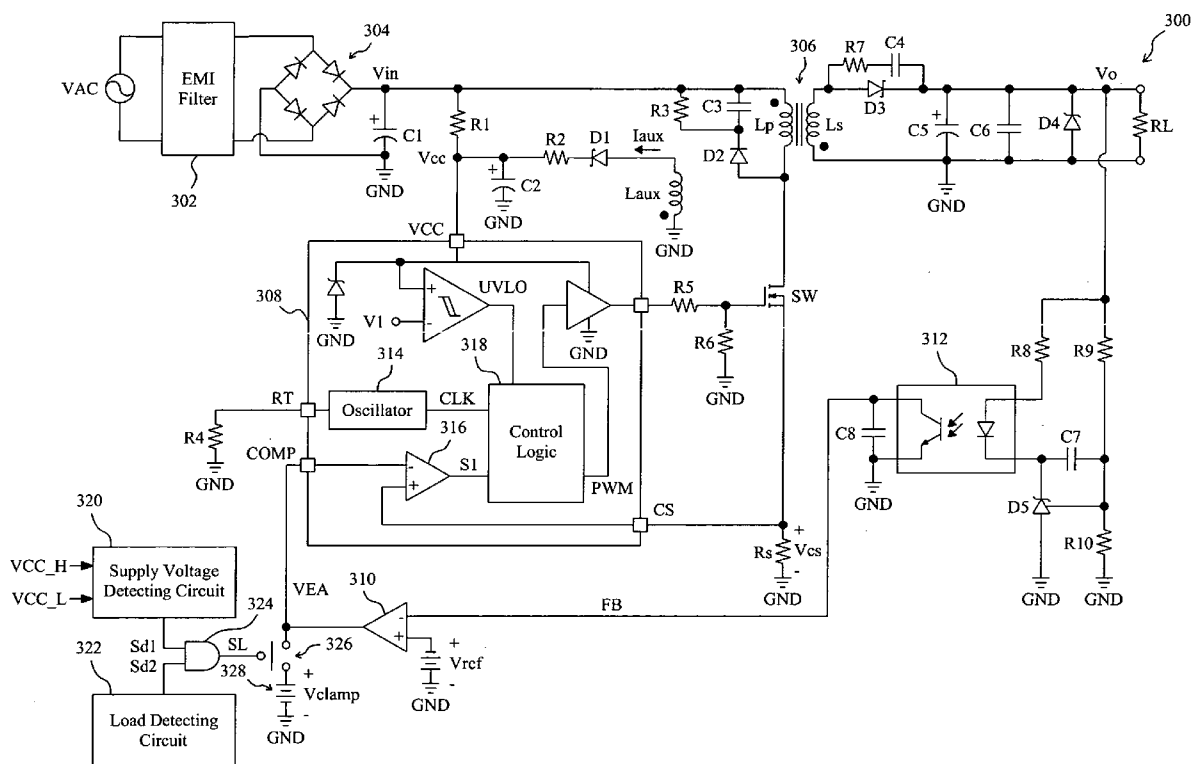 300
304
306
R7
C4
EMI
Filter
Vin
Vo
VAC
R3
C3
D3
+
C1
R1
Lp
Ls
+
C5
C6
D4
RL
R2
D1
Iaux
D2
Vcc
+
C2
Laux
GND
302
GND
GND
GND
VCC
308
UVLO
+
-
V1
GND
GND
R5
SW
R6
GND
314
318
312
R8
R9
RT
Oscillator
CLK
Control
Logic
R4
GND
316
COMP
-
+
S1
PWM
C8
C7
GND
D5
R10
CS
+
Rs
Vcs
-
GND
GND
GND
320
VCC_H
VCC_L
Supply Voltage
Detecting Circuit
VEA
310
FB
-
+
324
Sd1
Sd2
SL
326
322
328
+
Vclamp
-
GND
+
Vref
-
GND
Load Detecting
Circuit